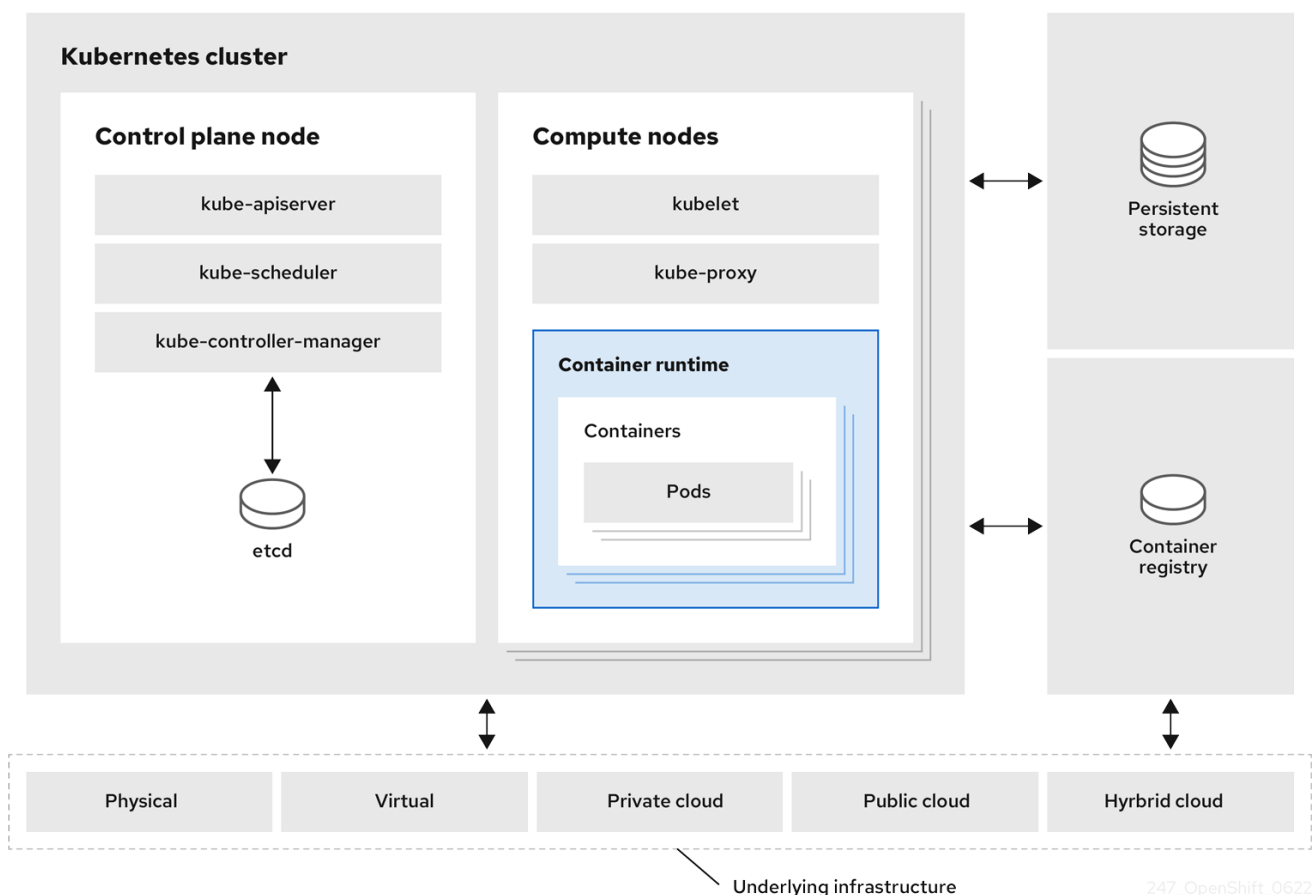 Kubernetes cluster
Control plane node
kube-apiserver
kube-scheduler
kube-controller-manager
etcd
Compute nodes
kubelet
kube-proxy
Container runtime
Containers
Pods
Persistent
storage
Container
registry
Physical
Virtual
Private cloud
Public cloud
Hyrbrid cloud
Underlying infrastructure
247_OpenShift_0622